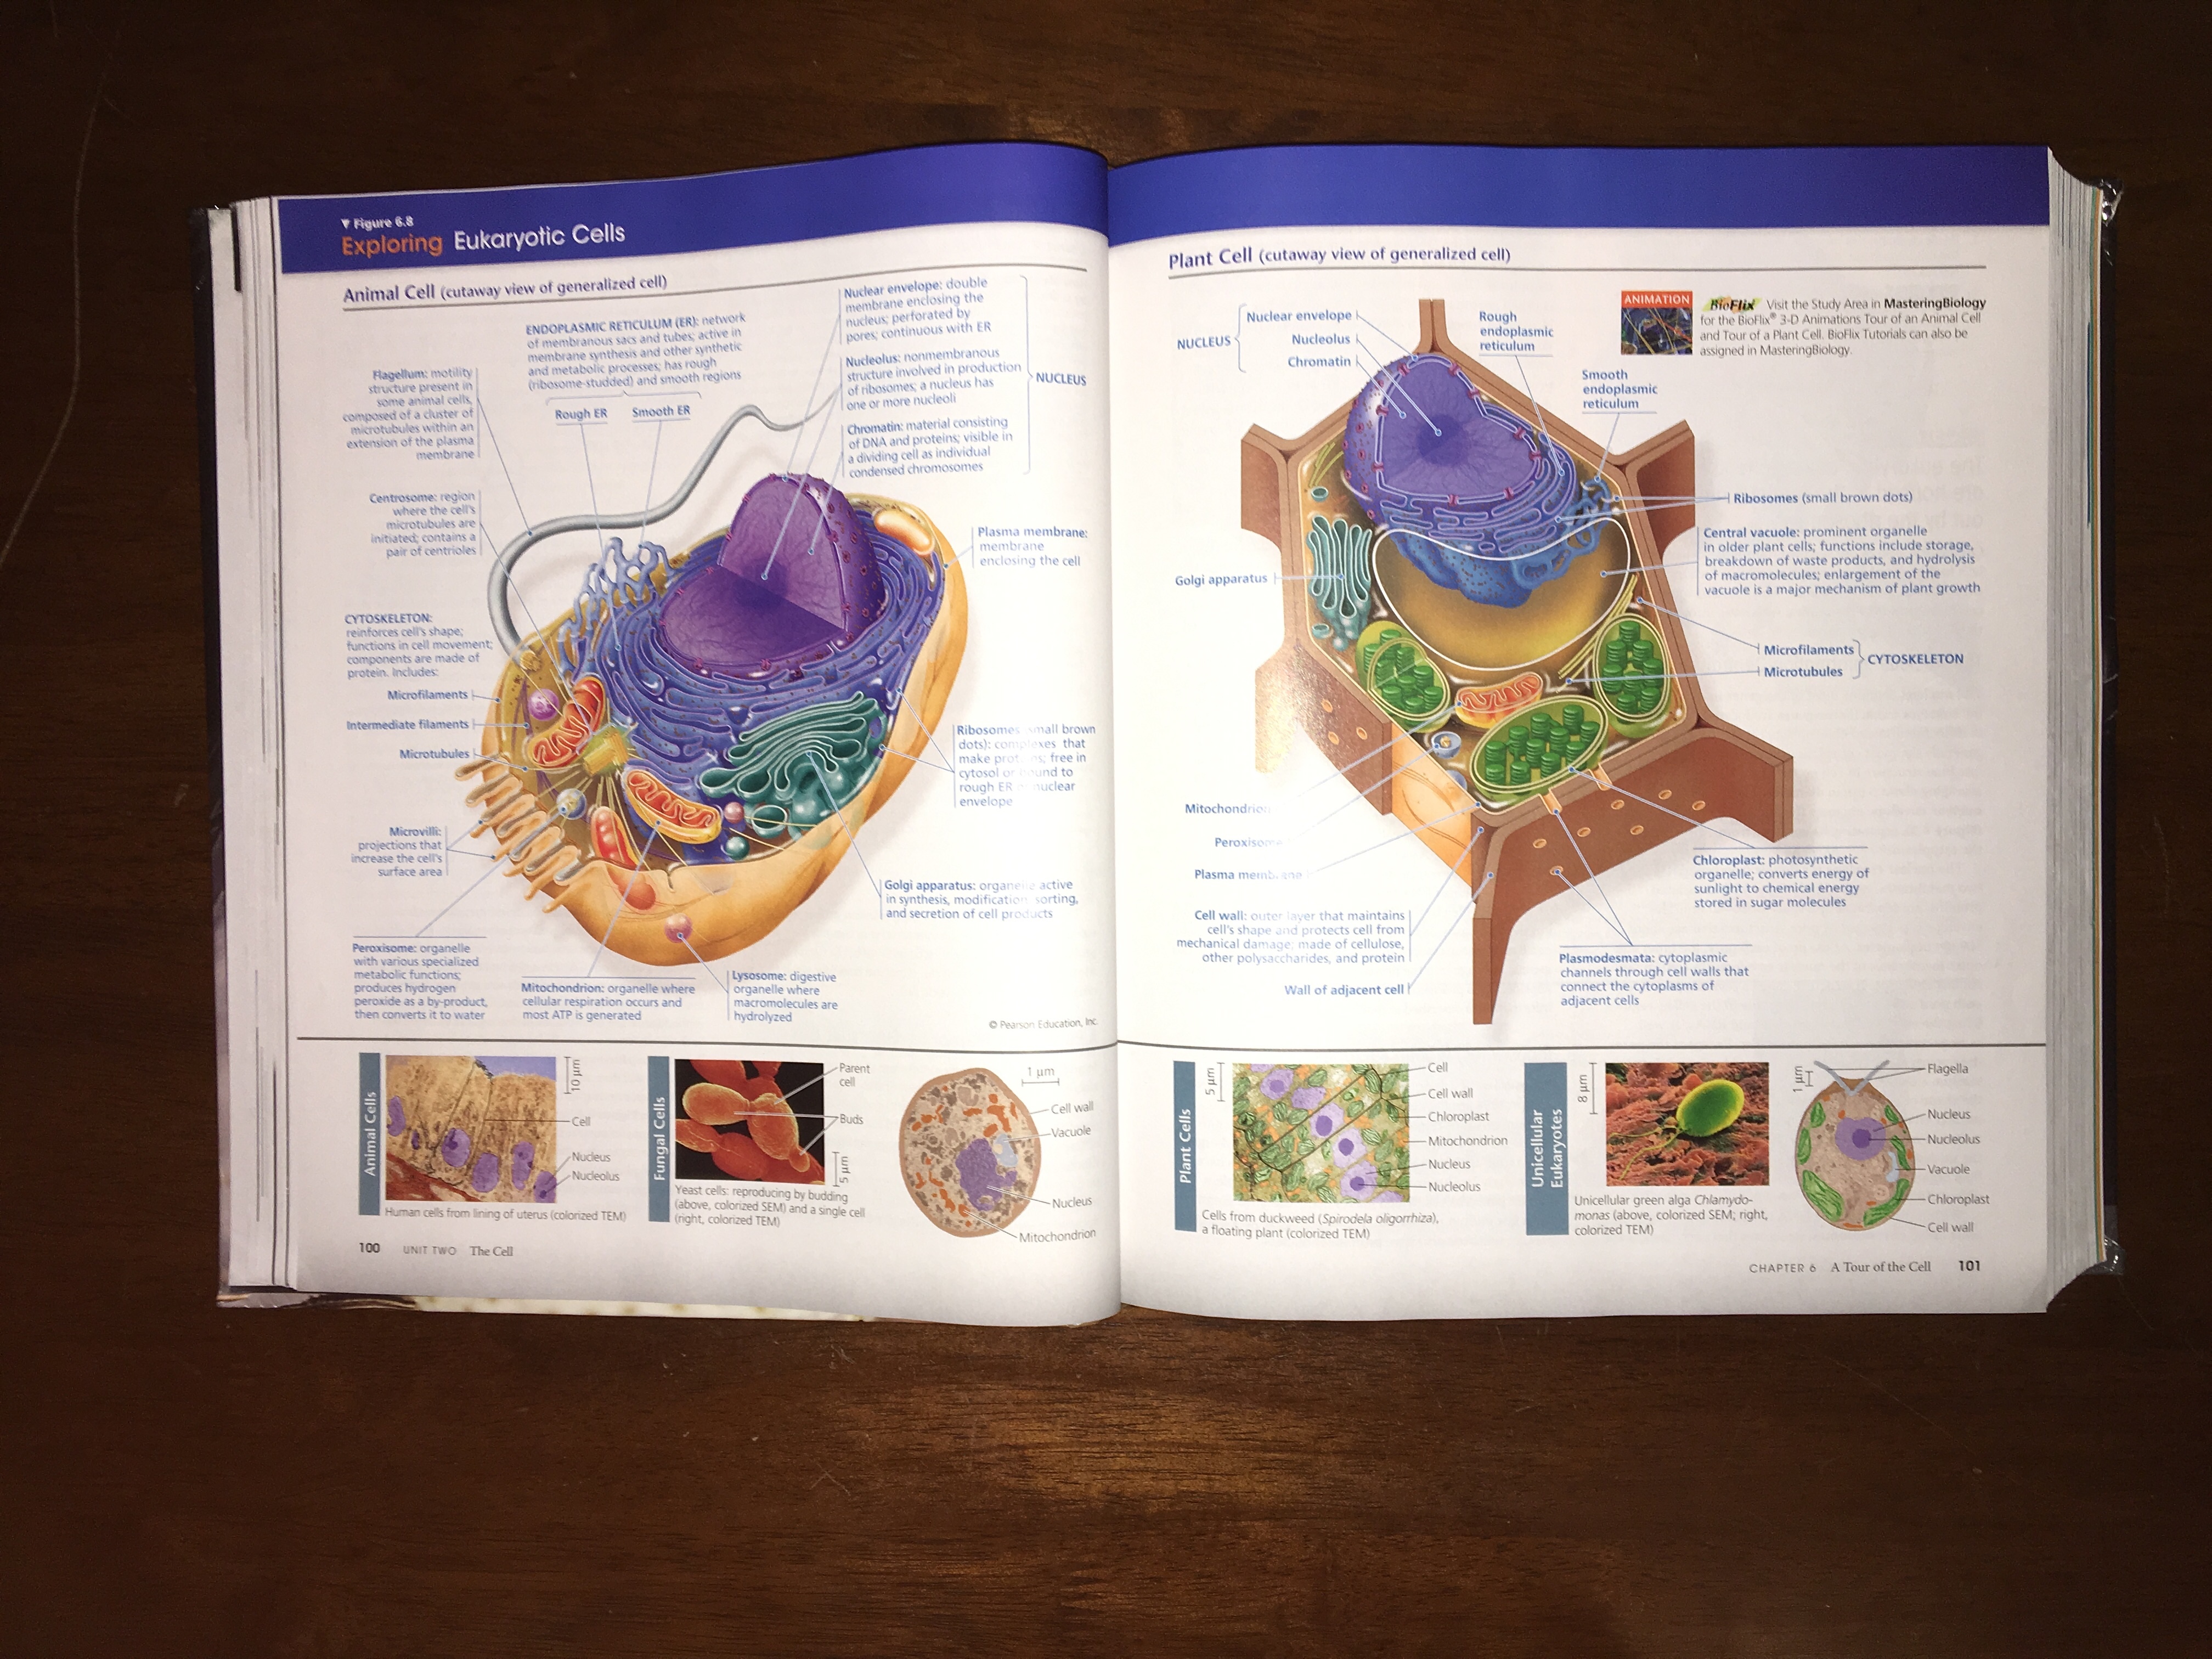 ▼ Figure 6.8
Exploring Eukaryotic Cells
Animal Cell (cutaway view of generalized cell)
ENDOPLASMIC RETICULUM (ER): network
of membranous sacs and tubes; active in
membrane synthesis and other synthetic
and metabolic processes; has rough
(ribosome-studded) and smooth regions
Rough ER
Smooth ER
Nuclear envelope: double
membrane enclosing the
nucleus; perforated by
pores; continuous with ER
Nucleolus: nonmembranous
structure involved in production
of ribosomes; a nucleus has
one or more nucleoli
Chromatin: material consisting
of DNA and proteins; visible in
a dividing cell as individual
condensed chromosomes
NUCLEUS
Flagellum: motility
structure present in
some animal cells,
composed of a cluster of
microtubules within an
extension of the plasma
membrane
Centrosome: region
where the cell's
microtubules are
initiated; contains a
pair of centrioles
Plasma membrane:
membrane
enclosing the cell
CYTOSKELETON:
reinforces cell's shape;
functions in cell movement;
components are made of
protein. Includes:
Microfilaments
Intermediate filaments
Microtubules
Ribosomes small brown
dots): complexes that
make proteins; free in
cytosol or bound to
rough ER nuclear
envelope
Microvilli:
projections that
increase the cell's
surface area
Golgi apparatus: organelle active
in synthesis, modification sorting,
and secretion of cell products
Peroxisome: organelle
with various specialized
metabolic functions;
produces hydrogen
peroxide as a by-product,
then converts it to water
Mitochondrion: organelle where
cellular respiration occurs and
most ATP is generated
Lysosome: digestive
organelle where
macromolecules are
hydrolyzed
© Pearson Education, Inc.
Animal Cells
10 µm
Cell
Nucleus
Nucleolus
Human cells from lining of uterus (colorized TEM)
Fungal Cells
Parent
cell
Buds
5 µm
Yeast cells: reproducing by budding
(above, colorized SEM) and a single cell
(right, colorized TEM)
1 µm
Cell wall
Vacuole
Nucleus
Mitochondrion
100 UNIT TWO The Cell
Plant Cell (cutaway view of generalized cell)
NUCLEUS
Nuclear envelope
Nucleolus
Chromatin
Rough
endoplasmic
reticulum
Smooth
endoplasmic
reticulum
ANIMATION
BioFlix Visit the Study Area in MasteringBiology
for the BioFlix® 3-D Animations Tour of an Animal Cell
and Tour of a Plant Cell. BioFlix Tutorials can also be
assigned in MasteringBiology.
Ribosomes (small brown dots)
Central vacuole: prominent organelle
in older plant cells; functions include storage,
breakdown of waste products, and hydrolysis
of macromolecules; enlargement of the
vacuole is a major mechanism of plant growth
Golgi apparatus
Microfilaments
Microtubules
CYTOSKELETON
Mitochondrion
Peroxisome
Plasma membrane
Cell wall: outer layer that maintains
cell's shape and protects cell from
mechanical damage; made of cellulose,
other polysaccharides, and protein
Wall of adjacent cell
Chloroplast: photosynthetic
organelle; converts energy of
sunlight to chemical energy
stored in sugar molecules
Plasmodesmata: cytoplasmic
channels through cell walls that
connect the cytoplasms of
adjacent cells
Plant Cells
5 µm
Cell
Cell wall
Chloroplast
Mitochondrion
Nucleus
Nucleolus
Cells from duckweed (Spirodela oligorrhiza),
a floating plant (colorized TEM)
Unicellular
Eukaryotes
8 µm
Unicellular green alga Chlamydo-
monas (above, colorized SEM; right,
colorized TEM)
1 µm
Flagella
Nucleus
Nucleolus
Vacuole
Chloroplast
Cell wall
CHAPTER 6 A Tour of the Cell 101